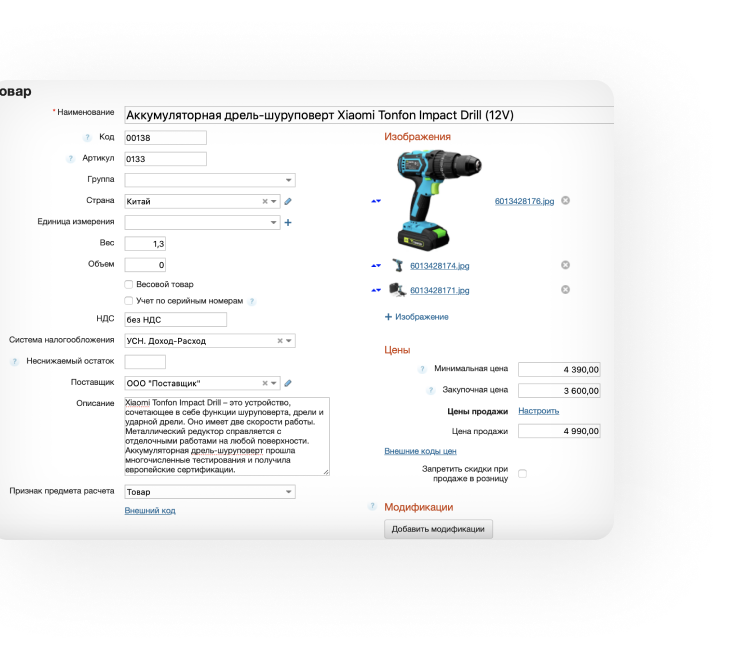 овар
* Наименование Аккумуляторная дрель-шуруповерт Xiaomi Tonfon Impact Drill (12V)
? Код 00138
? Артикул 0133
Группа
Страна Китай
Единица измерения
Вес 1,3
Объем 0
Весовой товар
Учет по серийным номерам ?
НДС без НДС
Система налогообложения УСН. Доход-Расход
? Неснижаемый остаток
Поставщик ООО "Поставщик"
Описание
Xiaomi Tonfon Impact Drill – это устройство,
сочетающее в себе функции шуруповерта, дрели и
ударной дрели. Оно имеет две скорости работы.
Металлический редуктор справляется с
отделочными работами на любой поверхности.
Аккумуляторная дрель-шуруповерт прошла
многочисленные тестирования и получила
европейские сертификации.
Признак предмета расчета Товар
Внешний код
Изображения
6013428176.jpg
6013428174.jpg
6013428171.jpg
+ Изображение
Цены
? Минимальная цена 4 390,00
? Закупочная цена 3 600,00
Цены продажи Настроить
Цена продажи 4 990,00
Внешние коды цен
Запретить скидки при
продаже в розницу
? Модификации
Добавить модификации